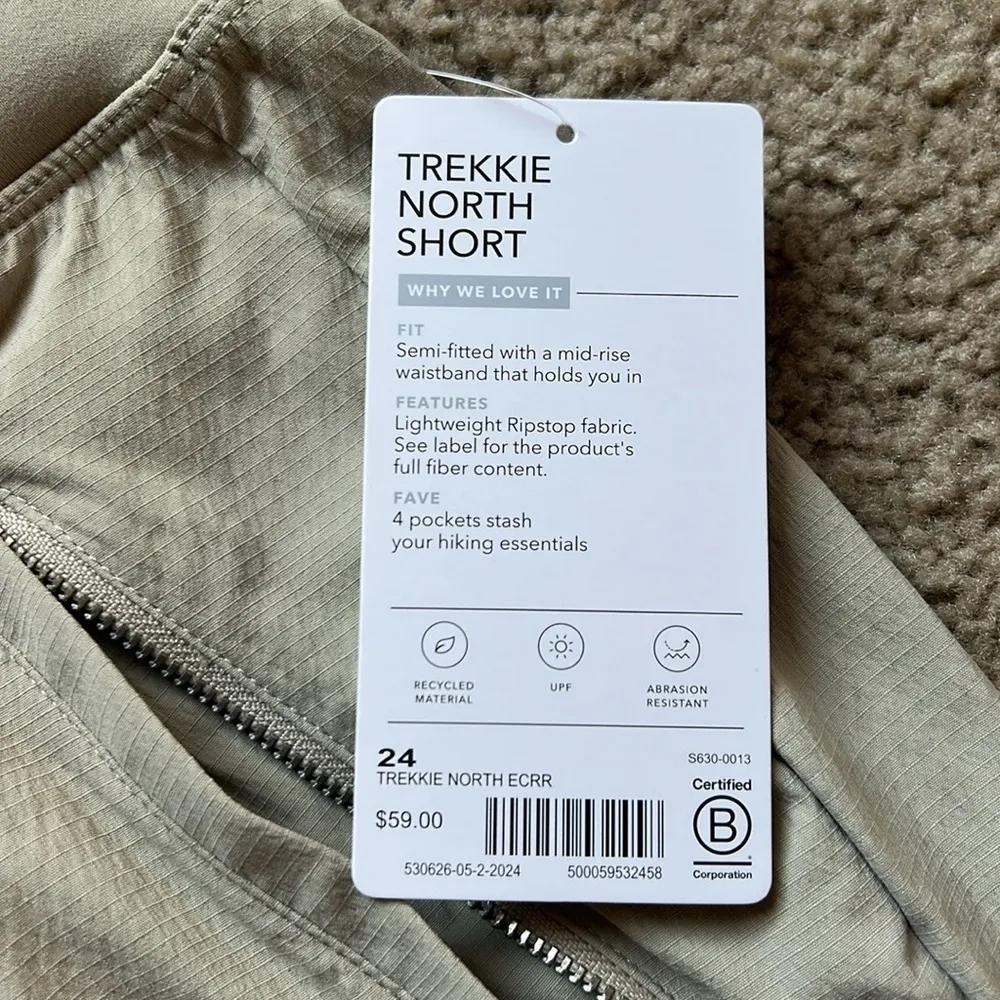 TREKKIE
NORTH
SHORT
WHY WE LOVE IT
FIT
Semi-fitted with a mid-rise
waistband that holds you in
FEATURES
Lightweight Ripstop fabric.
See label for the product's
full fiber content.
FAVE
4 pockets stash
your hiking essentials
RECYCLED
MATERIAL
UPF
ABRASION
RESISTANT
24
S630-0013
TREKKIE NORTH ECRR
$59.00
Certified
B
Corporation
530626-05-2-2024
500059532458